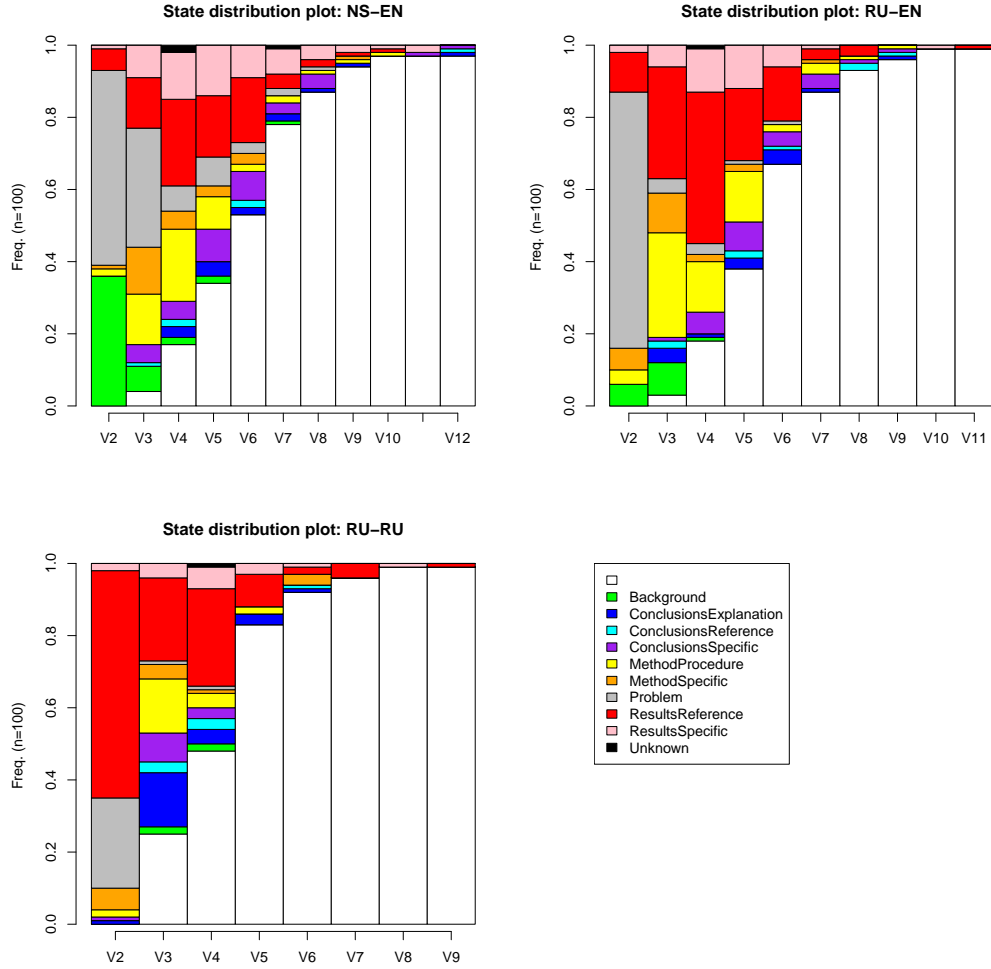 State distribution plot: NS−EN
Freq. (n=100)
0.0 0.2 0.4 0.6 0.8 1.0
V2 V3 V4 V5 V6 V7 V8 V9 V10 V12
State distribution plot: RU−EN
Freq. (n=100)
0.0 0.2 0.4 0.6 0.8 1.0
V2 V3 V4 V5 V6 V7 V8 V9 V10 V11
State distribution plot: RU−RU
Freq. (n=100)
0.0 0.2 0.4 0.6 0.8 1.0
V2 V3 V4 V5 V6 V7 V8 V9
Background
ConclusionsExplanation
ConclusionsReference
ConclusionsSpecific
MethodProcedure
MethodSpecific
Problem
ResultsReference
ResultsSpecific
Unknown